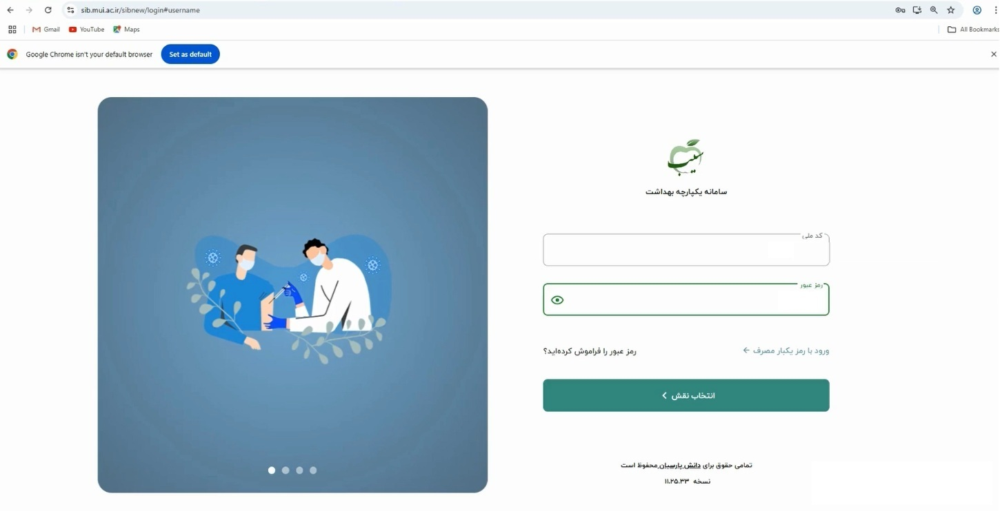 sib.mui.ac.ir/sibnew/login#username
Gmail
YouTube
Maps
All Bookmarks
Google Chrome isn't your default browser
Set as default
سیب
سامانه یکپارچه بهداشت
کد ملی
رمز عبور
ورود با رمز یکبار مصرف
رمز عبور را فراموش کرده‌اید؟
انتخاب نقش
تمامی حقوق برای دانش پارسیان محفوظ است
نسخه ۱۱.۲۵.۳۳